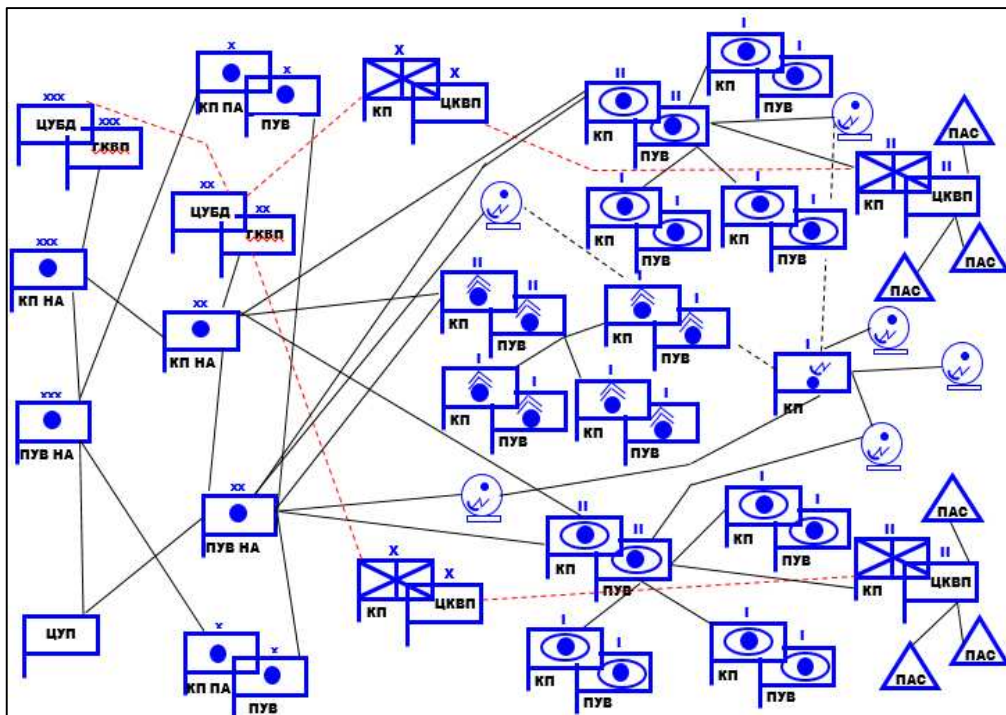 xxx
ЦУБД
xxx
ГКВП
x
КП ПА
x
ПУВ
X
КП
X
ЦКВП
II
КП
II
ПУВ
I
КП
I
ПУВ
xx
ЦУБД
xx
ГКВП
I
КП
I
ПУВ
I
КП
I
ПУВ
II
КП
II
ЦКВП
ПАС
ПАС
ПАС
xxx
КП НА
xx
КП НА
II
КП
II
ПУВ
I
КП
I
ПУВ
I
КП
I
КП
I
ПУВ
I
КП
I
ПУВ
xxx
ПУВ НА
xx
ПУВ НА
II
КП
II
ПУВ
I
КП
I
ПУВ
X
КП
X
ЦКВП
II
КП
II
ЦКВП
ПАС
ПАС
ПАС
ЦУП
x
КП ПА
x
ПУВ
I
КП
I
ПУВ
I
КП
I
ПУВ